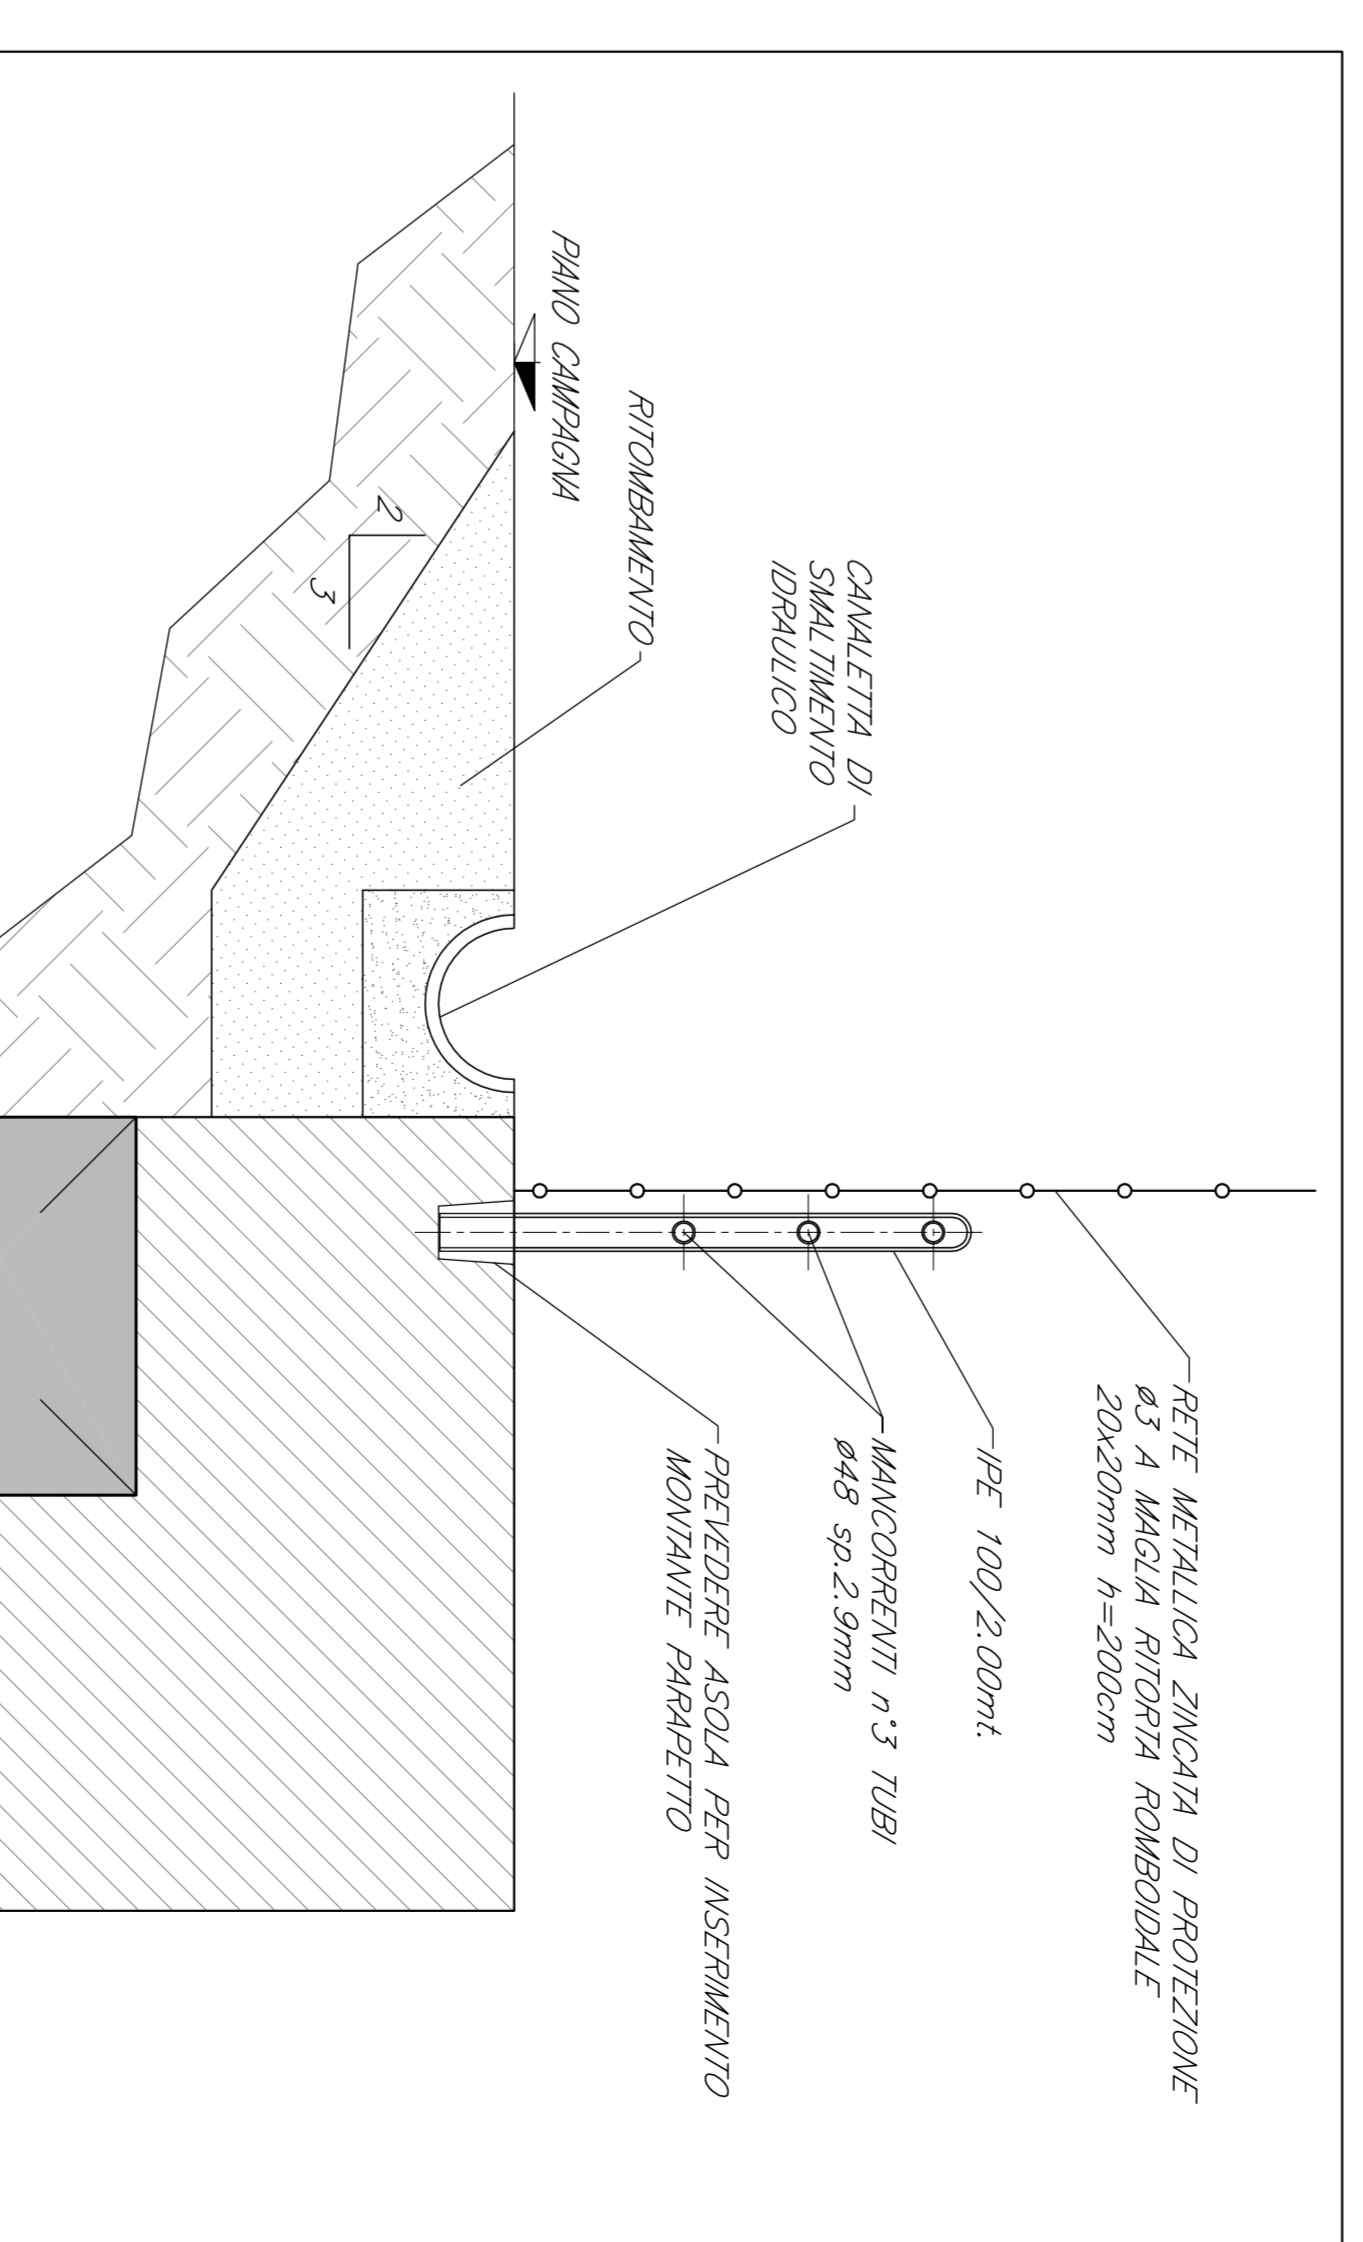 RETE METALLICA ZINCATA DI PROTEZIONE
ø3 A MAGLIA RITORTA ROMBOIDALE
20x20mm h=200cm
IPE 100/2.00mt.
CANALETTA DI
SMALTIMENTO
IDRAULICO
MANCORRENTI n°3 TUBI
ø48 sp.2.9mm
RITOMBAMENTO
PREVEDERE ASOLA PER INSERIMENTO
MONTANTE PARAPETTO
PIANO CAMPAGNA
2
3